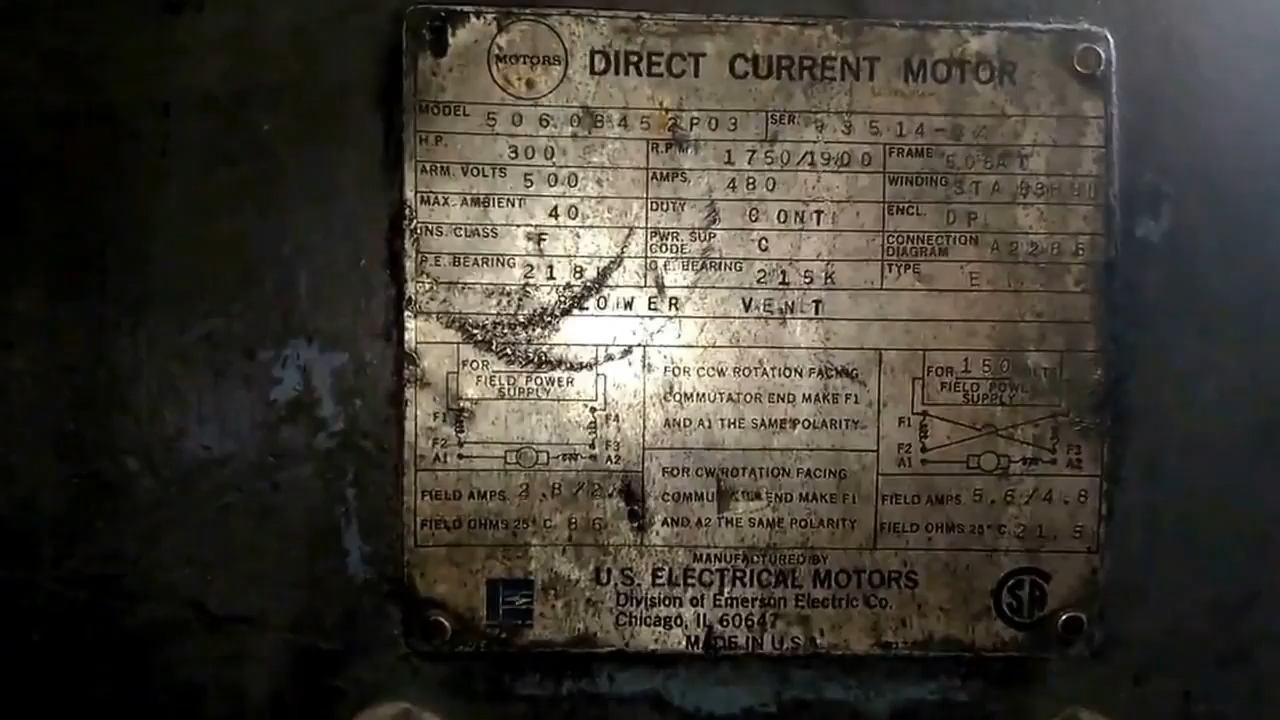 MOTORS
DIRECT CURRENT MOTOR
MODEL 50608452P03 SER.
H.P. 300 R.P.M. 1750/1900 FRAME
ARM. VOLTS 500 AMPS. 480 WINDING
MAX. AMBIENT 40 DUTY CONT ENCL. DP
INS. CLASS F PWR. SUP CODE. C CONNECTION DIAGRAM
P.E. BEARING O.E. BEARING 215K TYPE E
BLOWER VENT
FOR
FIELD POWER
SUPPLY
F1 F4
F2 F3
A1 A2
FIELD AMPS.
FIELD OHMS 25° C. 86
FOR CCW ROTATION FACING
COMMUTATOR END MAKE F1
AND A1 THE SAME POLARITY
FOR CW ROTATION FACING
END MAKE F1
AND A2 THE SAME POLARITY
FOR 150
FIELD POWER
SUPPLY
F1
F2 F3
A1 A2
FIELD AMPS. 5.6/4.8
FIELD OHMS 25° C. 21.5
MANUFACTURED BY
U.S. ELECTRICAL MOTORS
Division of Emerson Electric Co.
Chicago, IL 60647
MADE IN U.S.A.
SA